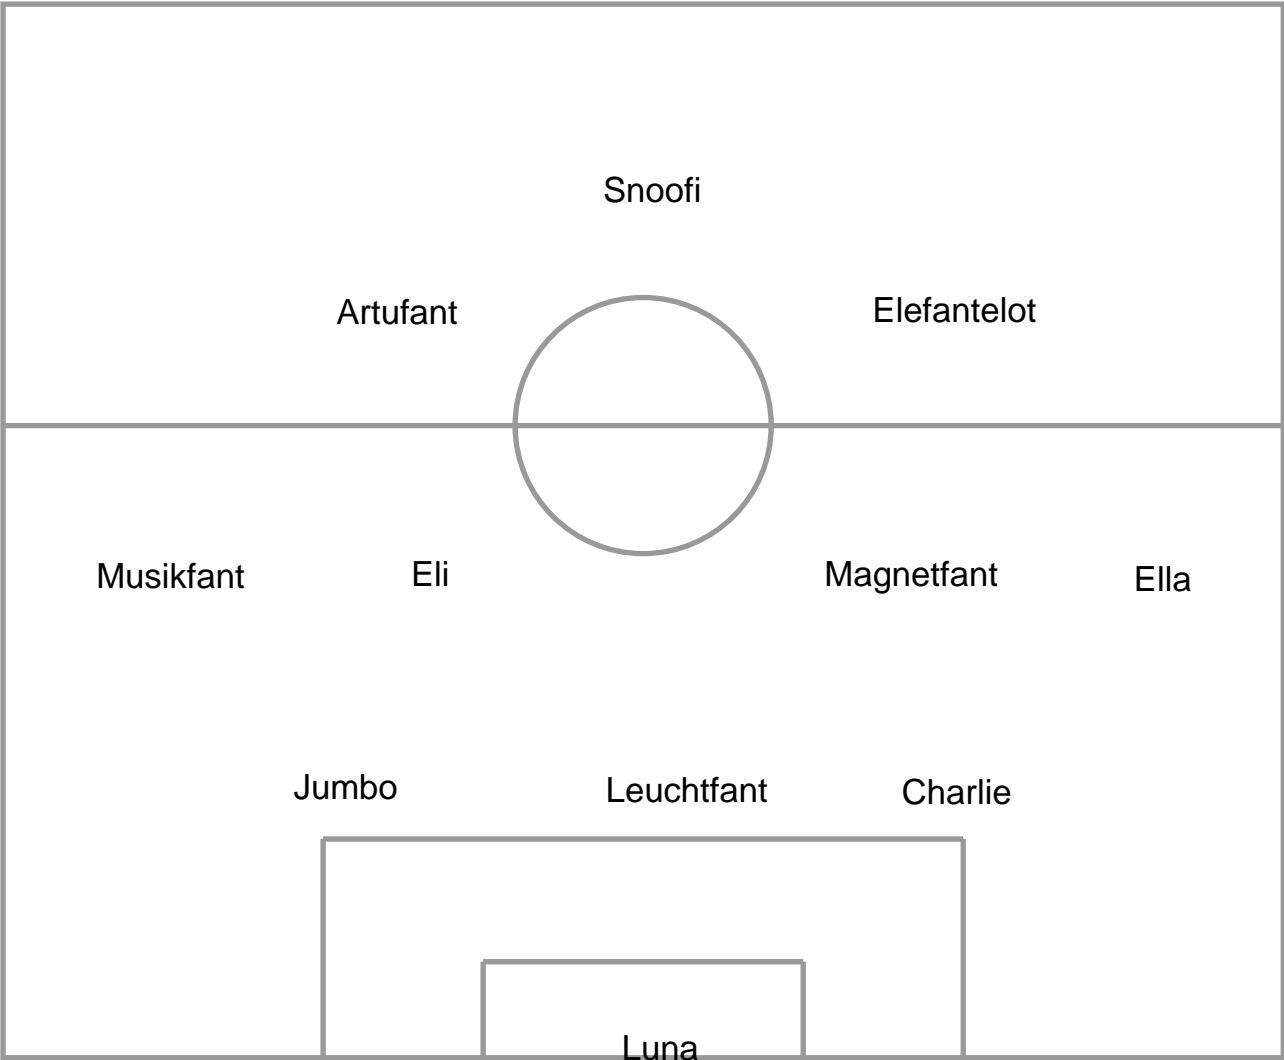 Snoofi
Artufant Elefantelot
Musikfant Eli Magnetfant Ella
Jumbo Leuchtfant Charlie
Luna